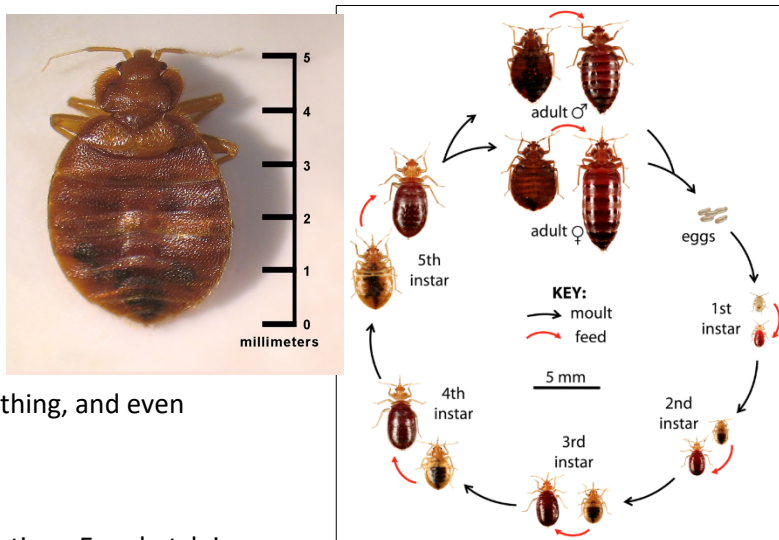 5
4
3
2
1
0
millimeters
thing, and even
adult ♂
adult ♀
eggs
1st
instar
2nd
instar
3rd
instar
4th
instar
5th
instar
KEY:
moult
feed
5 mm